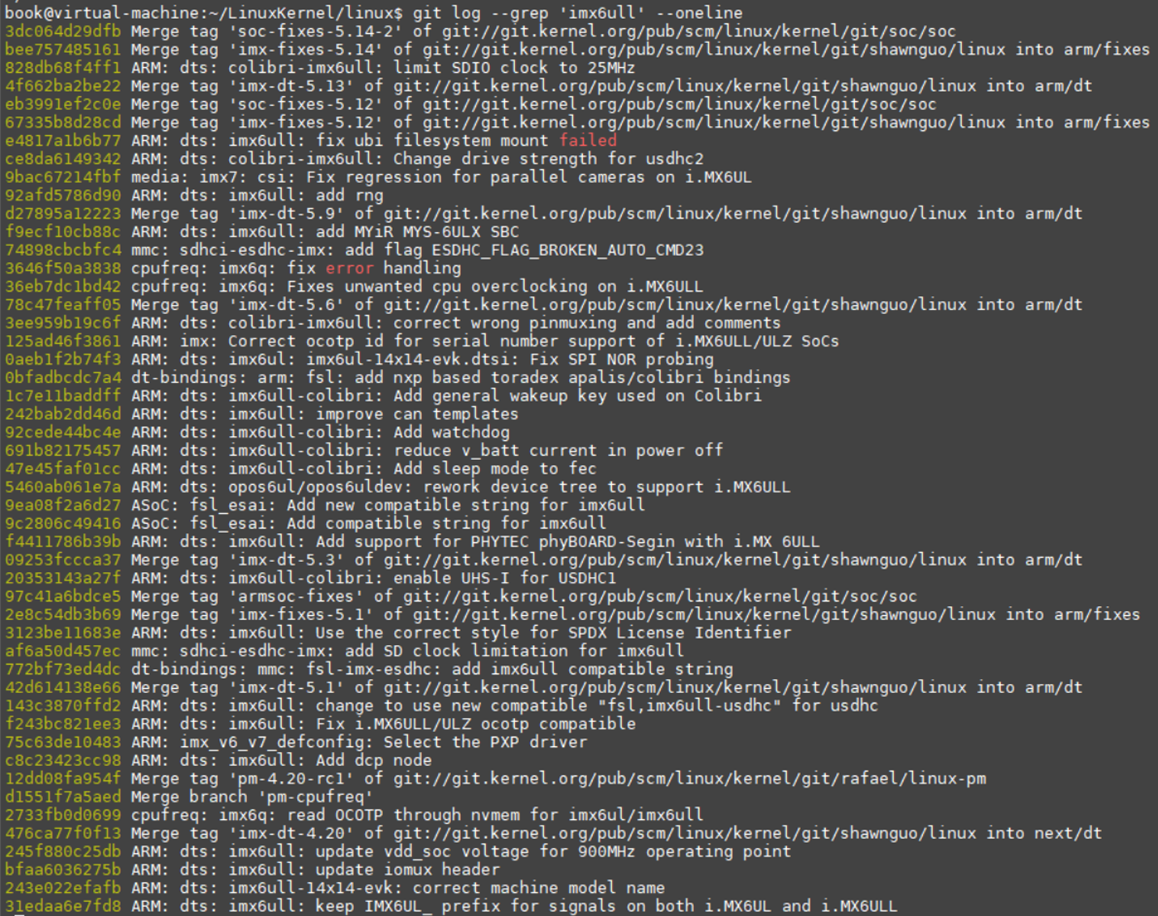 book@virtual-machine:~/LinuxKernel/linux$ git log --grep 'imx6ull' --oneline
3dc064d29dfb Merge tag 'soc-fixes-5.14-2' of git://git.kernel.org/pub/scm/linux/kernel/git/soc/soc
bee757485161 Merge tag 'imx-fixes-5.14' of git://git.kernel.org/pub/scm/linux/kernel/git/shawnguo/linux into arm/fixes
828db68f4ff1 ARM: dts: colibri-imx6ull: limit SDIO clock to 25MHz
4f662ba2be22 Merge tag 'imx-dt-5.13' of git://git.kernel.org/pub/scm/linux/kernel/git/shawnguo/linux into arm/dt
eb3991ef2c0e Merge tag 'soc-fixes-5.12' of git://git.kernel.org/pub/scm/linux/kernel/git/soc/soc
67335b8d28cd Merge tag 'imx-fixes-5.12' of git://git.kernel.org/pub/scm/linux/kernel/git/shawnguo/linux into arm/fixes
e4817a1b6b77 ARM: dts: imx6ull: fix ubi filesystem mount failed
ce8da6149342 ARM: dts: colibri-imx6ull: Change drive strength for usdhc2
9bac67214fbf media: imx7: csi: Fix regression for parallel cameras on i.MX6UL
92afd5786d90 ARM: dts: imx6ull: add rng
d27895a12223 Merge tag 'imx-dt-5.9' of git://git.kernel.org/pub/scm/linux/kernel/git/shawnguo/linux into arm/dt
f9ecf10cb88c ARM: dts: imx6ull: add MYiR MYS-6ULX SBC
74898cbcbfc4 mmc: sdhci-esdhc-imx: add flag ESDHC_FLAG_BROKEN_AUTO_CMD23
3646f50a3838 cpufreq: imx6q: fix error handling
36eb7dc1bd42 cpufreq: imx6q: Fixes unwanted cpu overclocking on i.MX6ULL
78c47feaff05 Merge tag 'imx-dt-5.6' of git://git.kernel.org/pub/scm/linux/kernel/git/shawnguo/linux into arm/dt
3ee959b19c6f ARM: dts: colibri-imx6ull: correct wrong pinmuxing and add comments
125ad46f3861 ARM: imx: Correct ocotp id for serial number support of i.MX6ULL/ULZ SoCs
0aeb1f2b74f3 ARM: dts: imx6ul: imx6ul-14x14-evk.dtsi: Fix SPI NOR probing
0bfadbcdc7a4 dt-bindings: arm: fsl: add nxp based toradex apalis/colibri bindings
1c7e11baddff ARM: dts: imx6ull-colibri: Add general wakeup key used on Colibri
242bab2dd46d ARM: dts: imx6ull: improve can templates
92cede44bc4e ARM: dts: imx6ull-colibri: Add watchdog
691b82175457 ARM: dts: imx6ull-colibri: reduce v_batt current in power off
47e45faf01cc ARM: dts: imx6ull-colibri: Add sleep mode to fec
5460ab061e7a ARM: dts: opos6ul/opos6uldev: rework device tree to support i.MX6ULL
9ea08f2a6d27 ASoC: fsl_esai: Add new compatible string for imx6ull
9c2806c49416 ASoC: fsl_esai: Add compatible string for imx6ull
f4411786b39b ARM: dts: imx6ull: Add support for PHYTEC phyBOARD-Segin with i.MX 6ULL
09253fccca37 Merge tag 'imx-dt-5.3' of git://git.kernel.org/pub/scm/linux/kernel/git/shawnguo/linux into arm/dt
20353143a27f ARM: dts: imx6ull-colibri: enable UHS-I for USDHC1
97c41a6bdce5 Merge tag 'armsoc-fixes' of git://git.kernel.org/pub/scm/linux/kernel/git/soc/soc
2e8c54db3b69 Merge tag 'imx-fixes-5.1' of git://git.kernel.org/pub/scm/linux/kernel/git/shawnguo/linux into arm/fixes
3123be11683e ARM: dts: imx6ull: Use the correct style for SPDX License Identifier
af6a50d457ec mmc: sdhci-esdhc-imx: add SD clock limitation for imx6ull
772bf73ed4dc dt-bindings: mmc: fsl-imx-esdhc: add imx6ull compatible string
42d614138e66 Merge tag 'imx-dt-5.1' of git://git.kernel.org/pub/scm/linux/kernel/git/shawnguo/linux into arm/dt
143c3870ffd2 ARM: dts: imx6ull: change to use new compatible "fsl,imx6ull-usdhc" for usdhc
f243bc821ee3 ARM: dts: imx6ull: Fix i.MX6ULL/ULZ ocotp compatible
75c63de10483 ARM: imx_v6_v7_defconfig: Select the PXP driver
c8c23423cc98 ARM: dts: imx6ull: Add dcp node
12dd08fa954f Merge tag 'pm-4.20-rc1' of git://git.kernel.org/pub/scm/linux/kernel/git/rafael/linux-pm
d1551f7a5aed Merge branch 'pm-cpufreq'
2733fb0d0699 cpufreq: imx6q: read OCOTP through nvmem for imx6ul/imx6ull
476ca77f0f13 Merge tag 'imx-dt-4.20' of git://git.kernel.org/pub/scm/linux/kernel/git/shawnguo/linux into next/dt
245f880c25db ARM: dts: imx6ull: update vdd_soc voltage for 900MHz operating point
bfaa6036275b ARM: dts: imx6ull: update iomux header
243e022efafb ARM: dts: imx6ull-14x14-evk: correct machine model name
31edaa6e7fd8 ARM: dts: imx6ull: keep IMX6UL_ prefix for signals on both i.MX6UL and i.MX6ULL